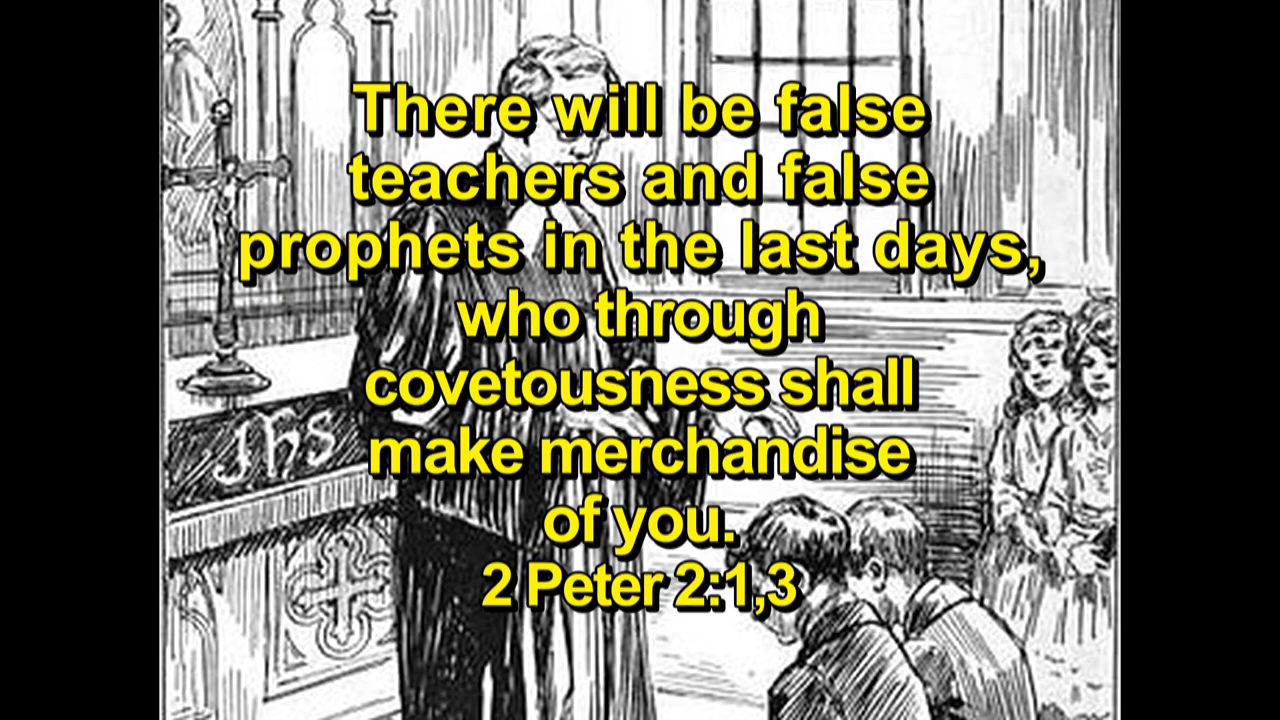 There will be false
teachers and false
prophets in the last days,
who through
covetousness shall
make merchandise
of you.
2 Peter 2:1,3
Ihs